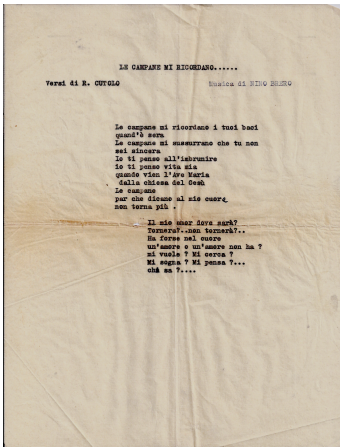 LE CAMPANE MI RICORDANO......
Versi di R. CUTOLO Musica di NINO
Le campane mi ricordano i tuoi baci
quand'è sera
Le campane mi sussurrano che tu non
sei sincera
Io ti penso all'imbrunire
io ti penso vita mia
quando vien l'Ave Maria
dalla chiesa del Gesù
Le campane
par che dicano al mio cuore
non torna più .
Il mio amor dove sarà?
Tornerà?..non tornerà?..
Ha forse nel cuore
un'amore o un'amore non ha ?
mi vuole ? Mi cerca ?
Mi sogna ? Mi pensa ?...
chi sa ?....